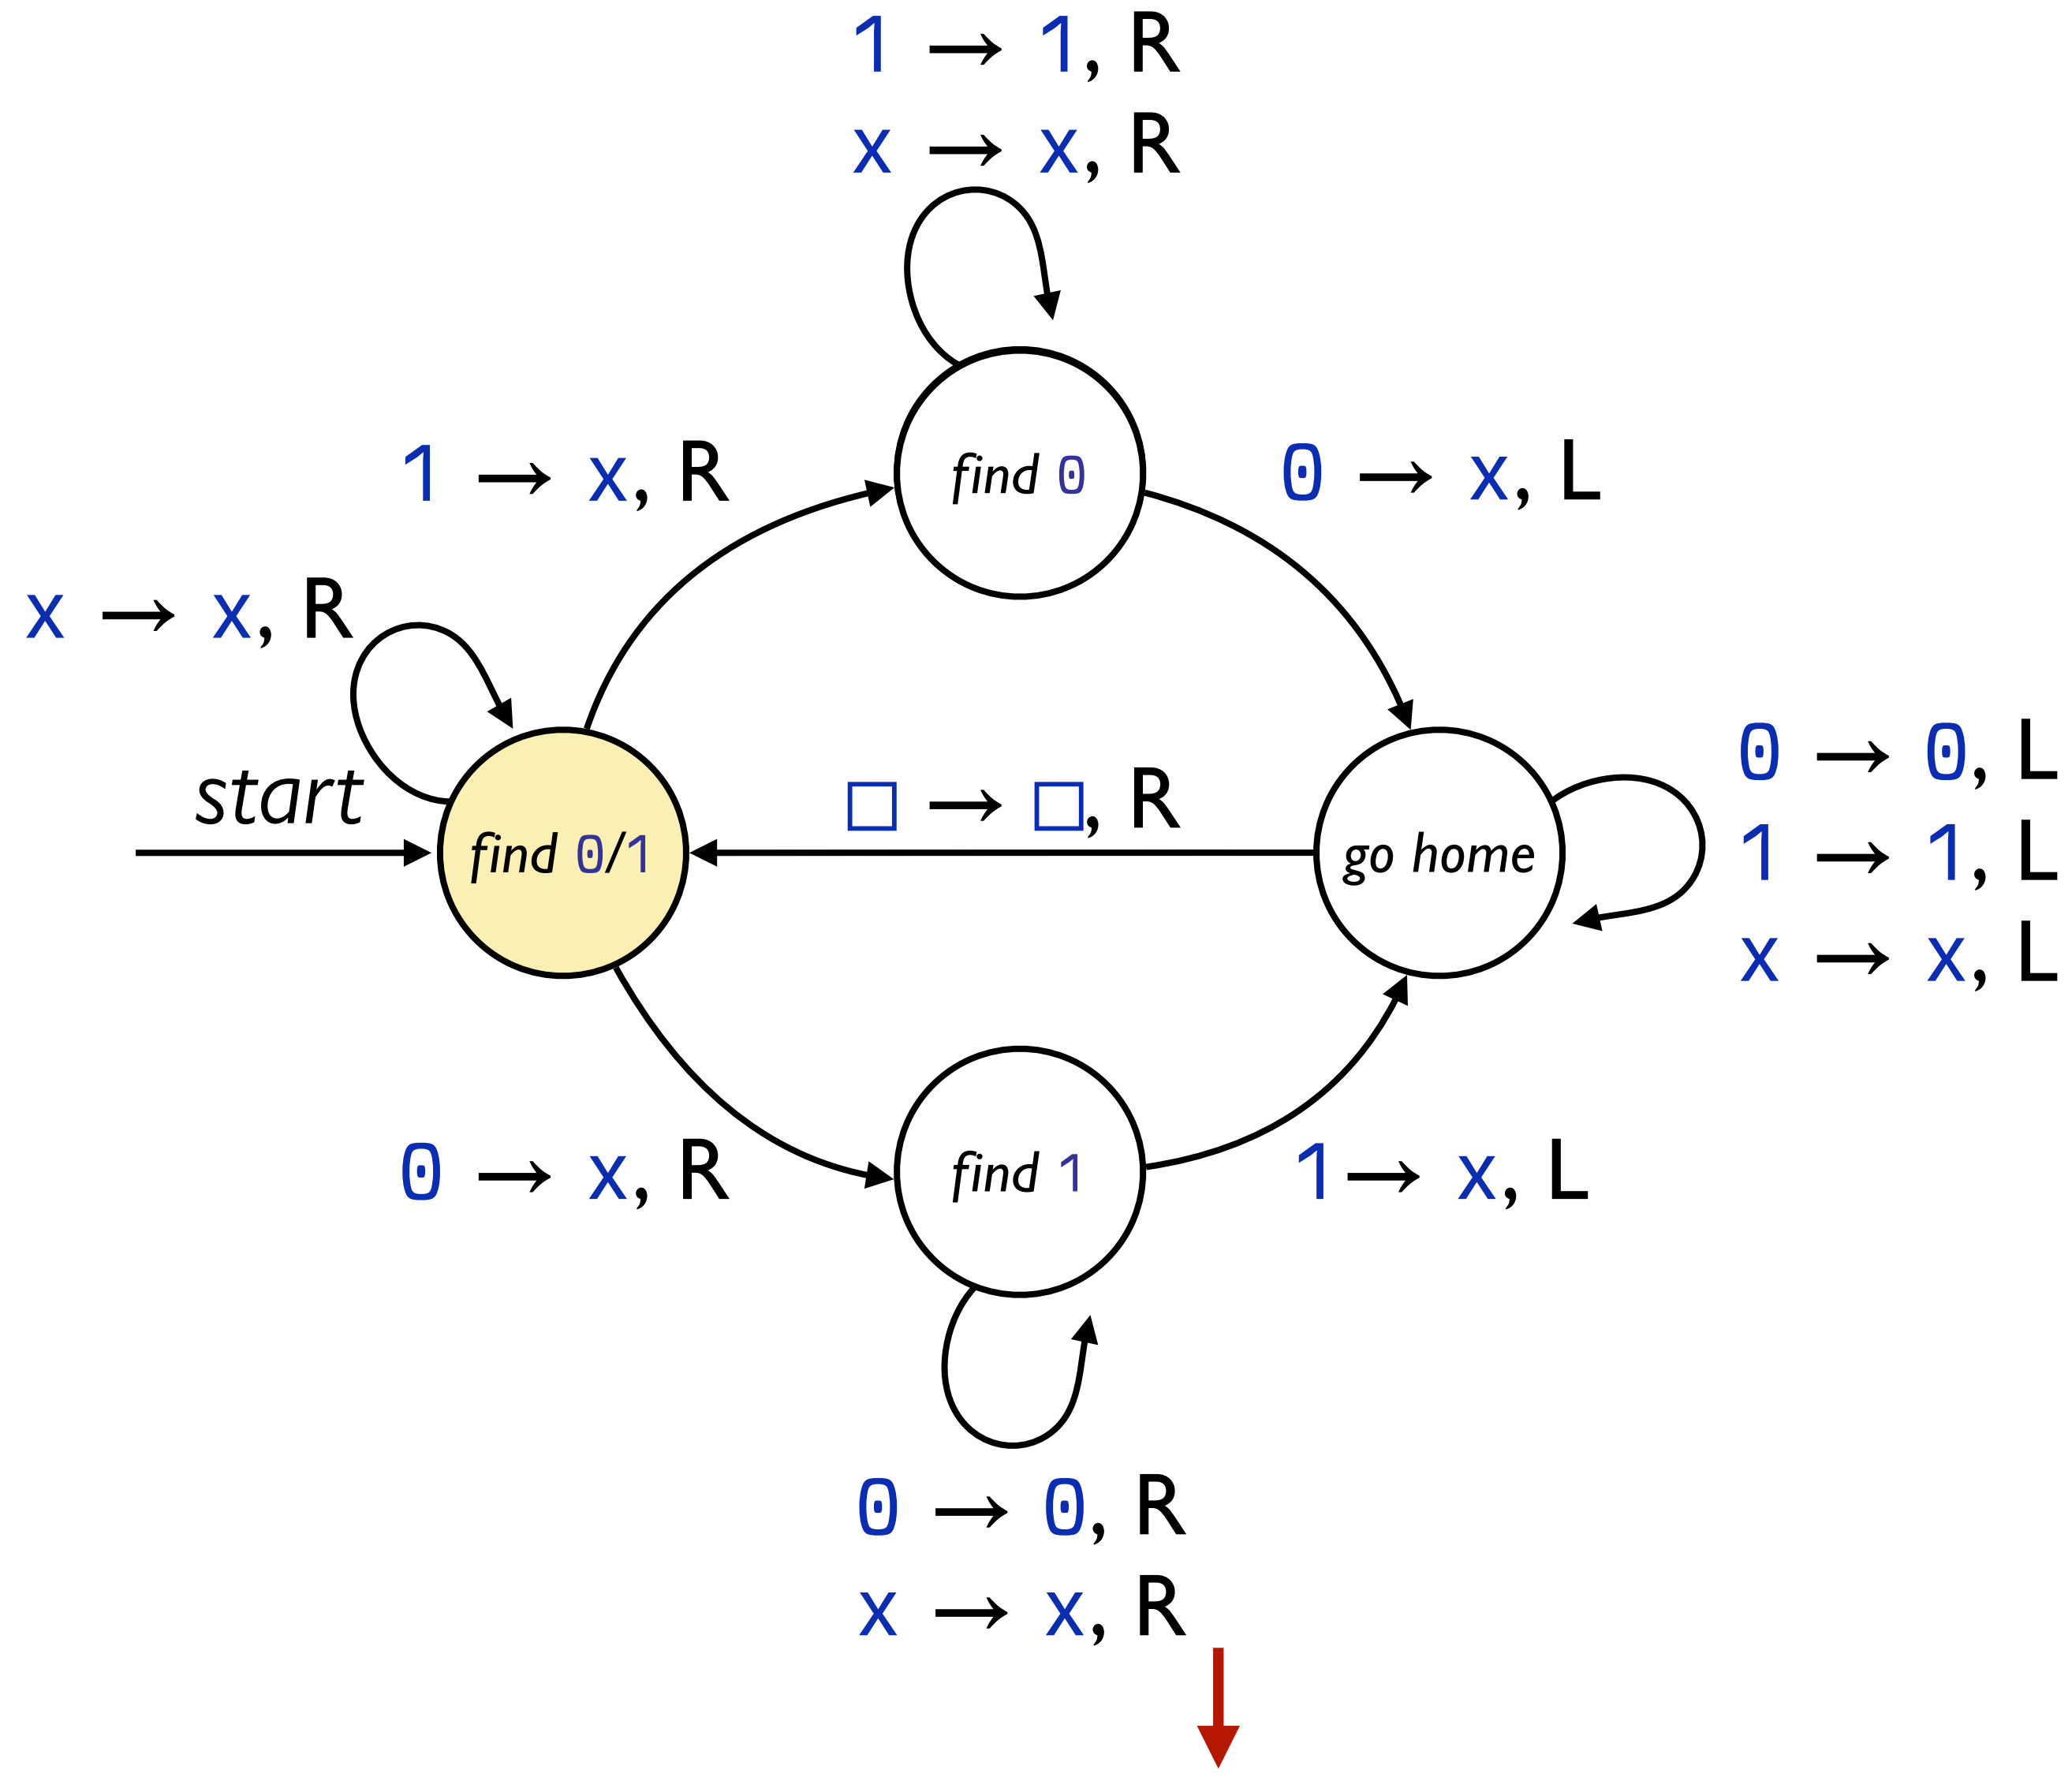 1 → 1, R
x → x, R
1 → x, R
find 0
0 → x, L
x → x, R
start
find 0/1
□ → □, R
go home
0 → 0, L
1 → 1, L
x → x, L
0 → x, R
find 1
1 → x, L
0 → 0, R
x → x, R